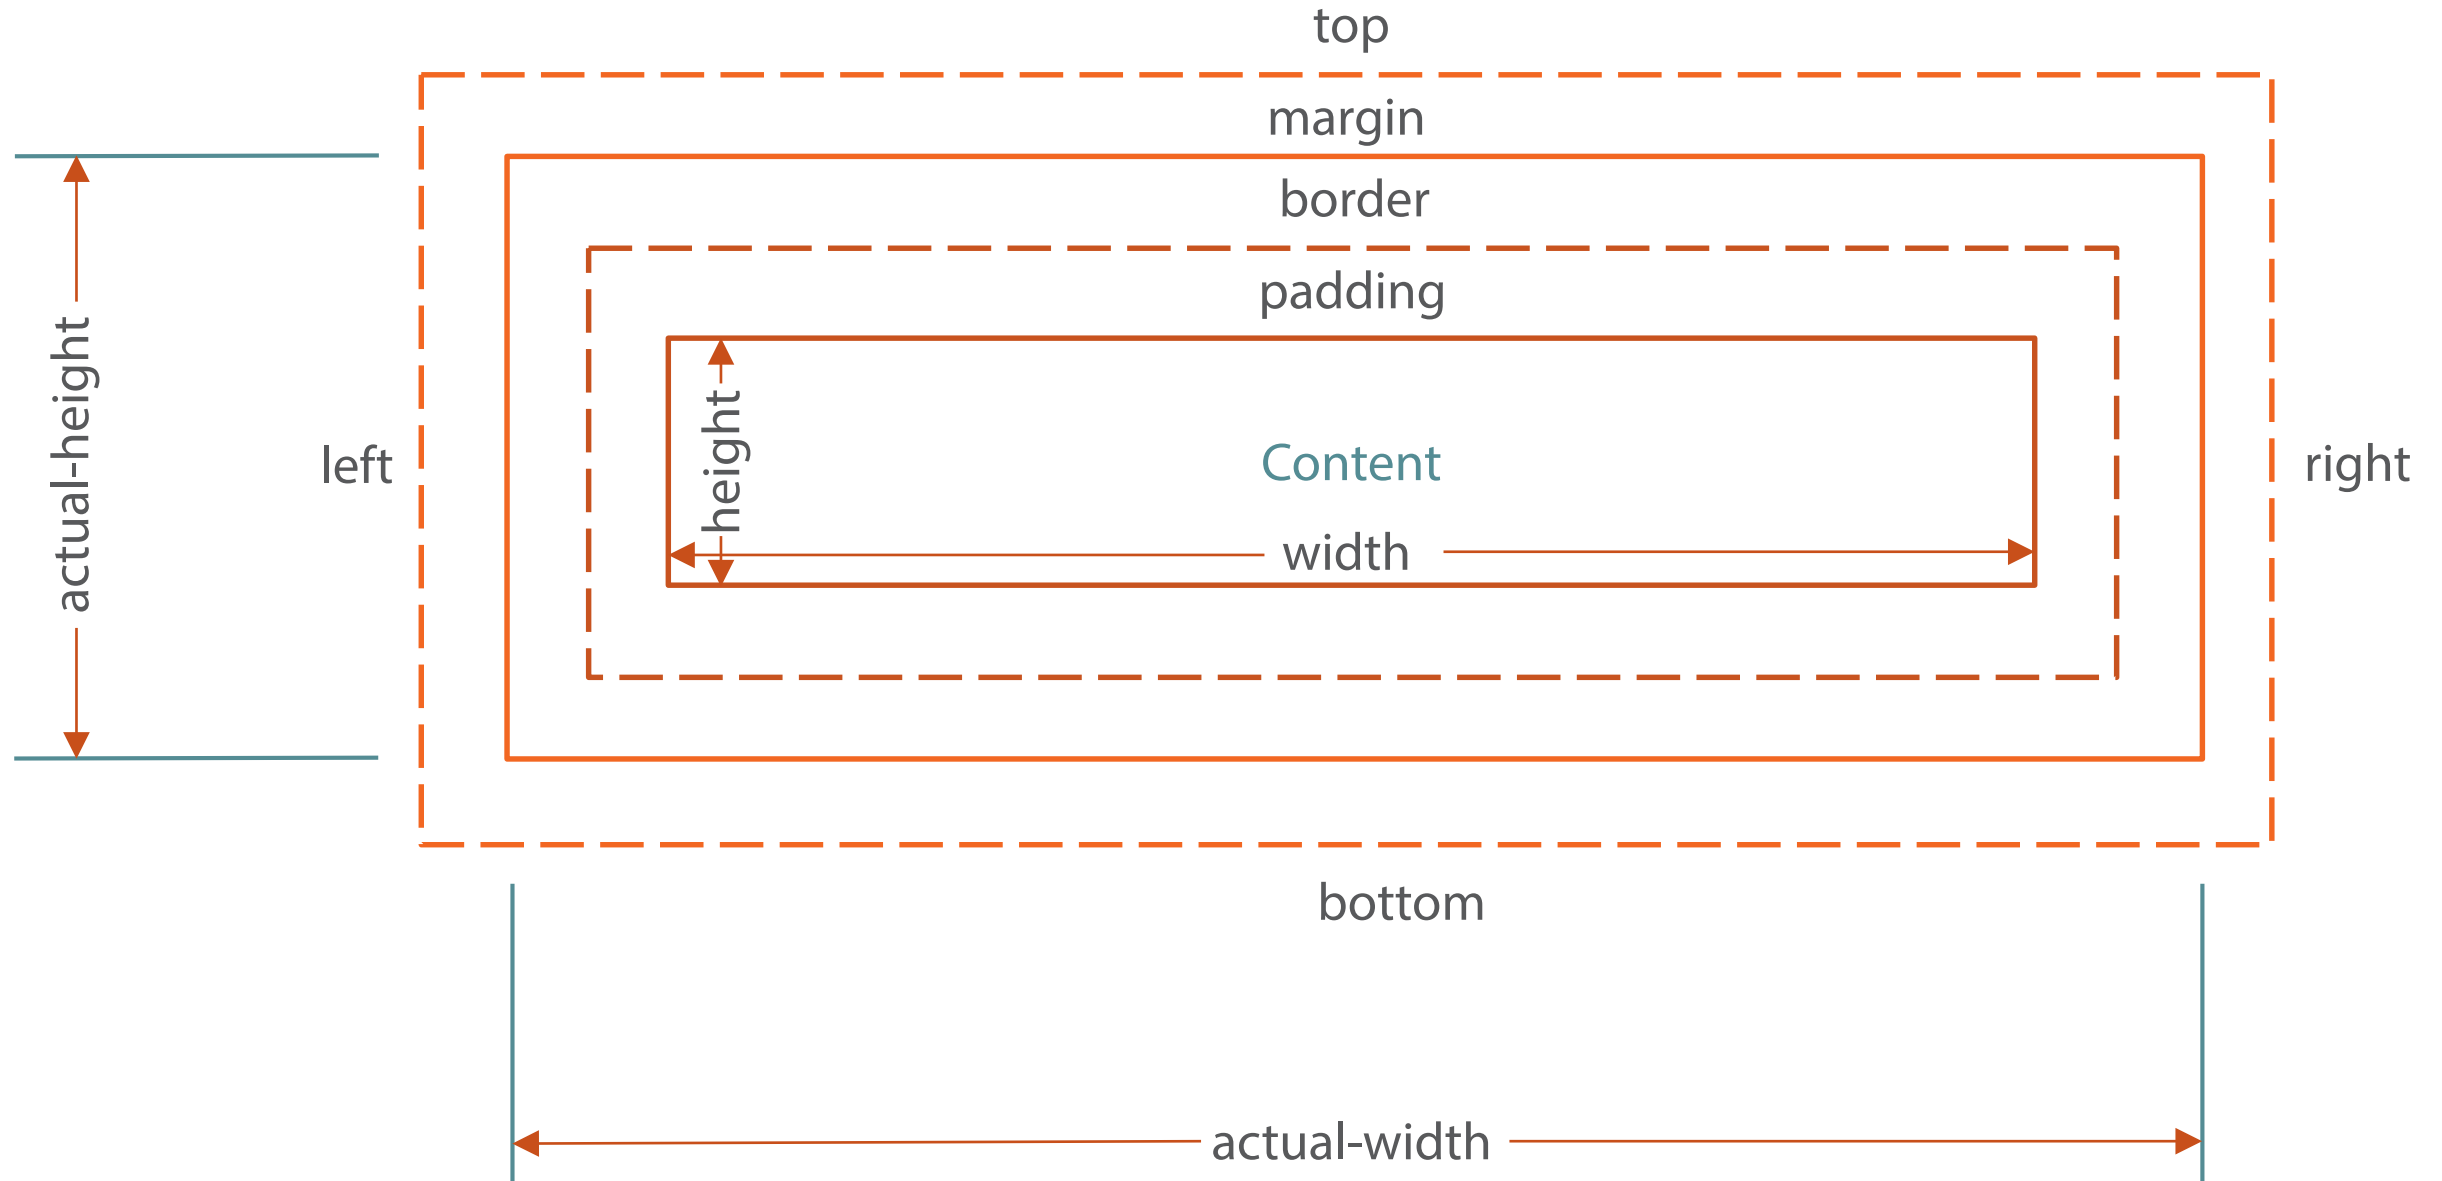 top
margin
border
padding
actual-height
left
height
Content
right
width
bottom
actual-width